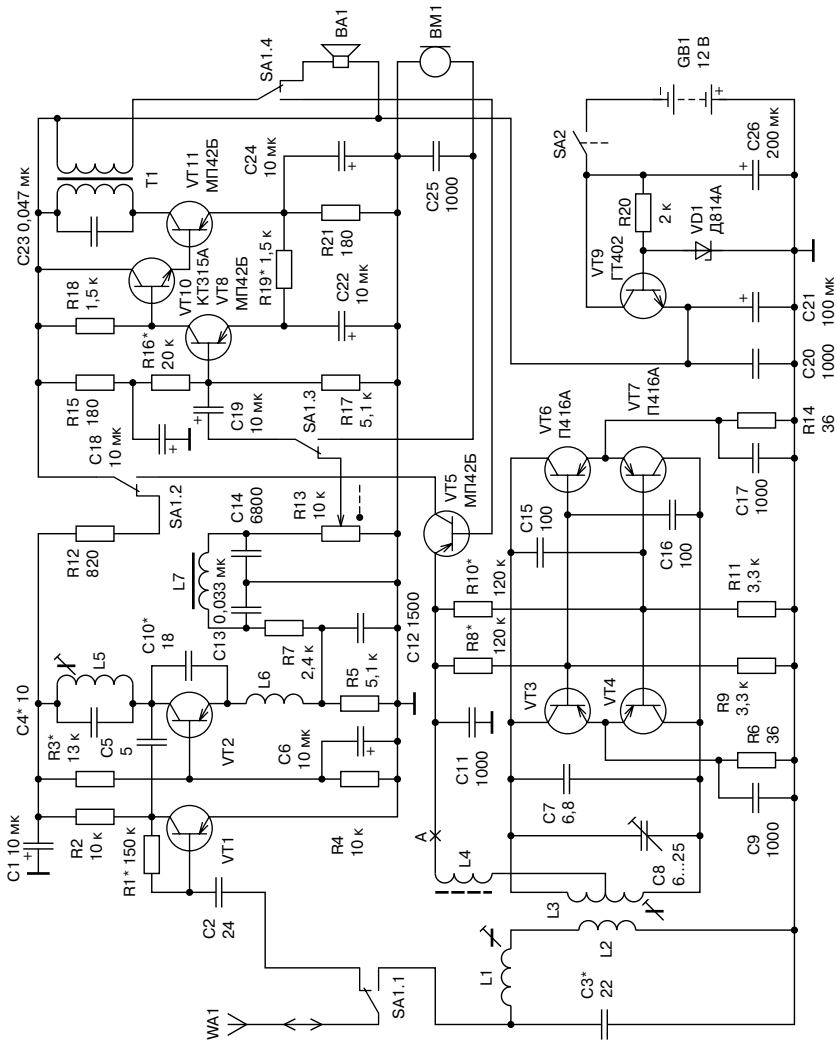 C1 10 мк
C4* 10
C23 0,047 мк
R2
10 к
R3*
13 к
C5
5
L5
R12
820
R15
180
R18
1,5 к
T1
R1* 150 к
C10*
18
C18
10 мк
R16*
20 к
VT10
КТ315А
VT11
МП42Б
SA1.4
BA1
VT1
VT2
L6
L7
SA1.2
C19
10 мк
VT8
МП42Б
C2
24
C6
10 мк
C13 0,033 мк
C14
6800
R19* 1,5 к
C24
10 мк
R4
10 к
R7
2,4 к
R5
5,1 к
R13
10 к
SA1.3
R17
5,1 к
C22
10 мк
R21
180
BM1
WA1
SA1.1
C12 1500
C25
1000
A
C11
1000
R8*
120 к
R10*
120 к
VT5
МП42Б
L4
L1
L3
L2
C3*
22
C7
6,8
C8
6...25
VT3
VT4
C15
100
C16
100
VT6
П416А
VT7
П416А
VT9
ГТ402
SA2
GB1
12 В
R20
2 к
VD1
Д814А
C9
1000
R6
36
R9
3,3 к
R11
3,3 к
C17
1000
R14
36
C20
1000
C21
100 мк
C26
200 мк